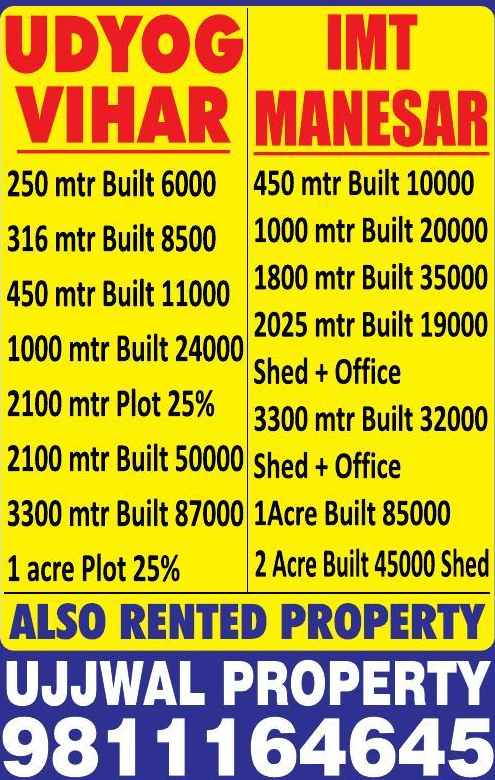 UDYOG
VIHAR
250 mtr Built 6000
316 mtr Built 8500
450 mtr Built 11000
1000 mtr Built 24000
2100 mtr Plot 25%
2100 mtr Built 50000
3300 mtr Built 87000
1 acre Plot 25%
IMT
MANESAR
450 mtr Built 10000
1000 mtr Built 20000
1800 mtr Built 35000
2025 mtr Built 19000
Shed + Office
3300 mtr Built 32000
Shed + Office
1Acre Built 85000
2 Acre Built 45000 Shed
ALSO RENTED PROPERTY
UJJWAL PROPERTY
9811164645